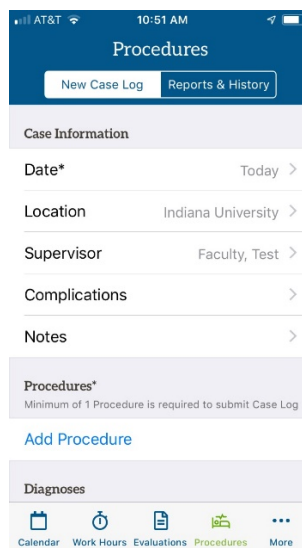 AT&T 10:51 AM
Procedures
New Case Log Reports & History
Case Information
Date* Today
Location Indiana University
Supervisor Faculty, Test
Complications
Notes
Procedures*
Minimum of 1 Procedure is required to submit Case Log
Add Procedure
Diagnoses
Calendar Work Hours Evaluations Procedures More